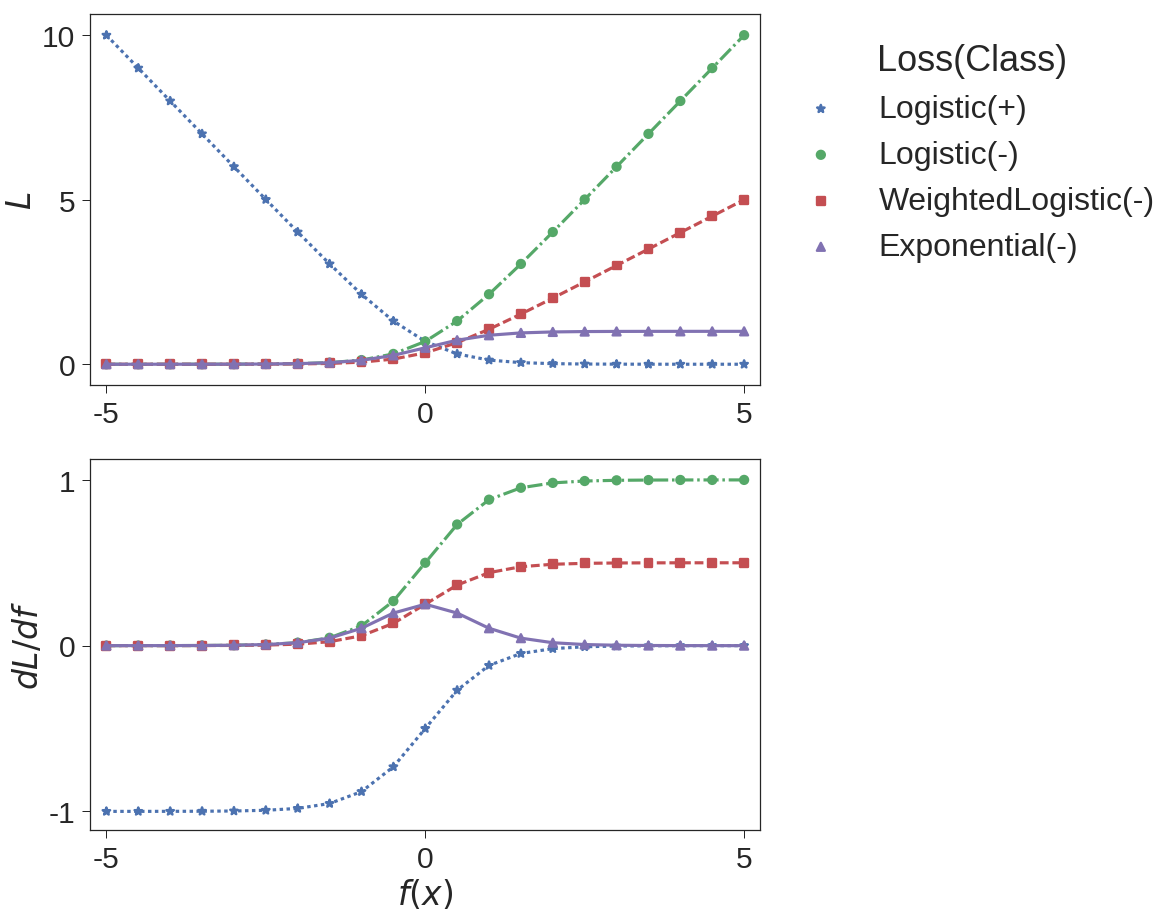 10
5
0
L
-5 0 5
Loss(Class)
Logistic(+)
Logistic(-)
WeightedLogistic(-)
Exponential(-)
1
0
-1
dL/df
-5 0 5
f(x)